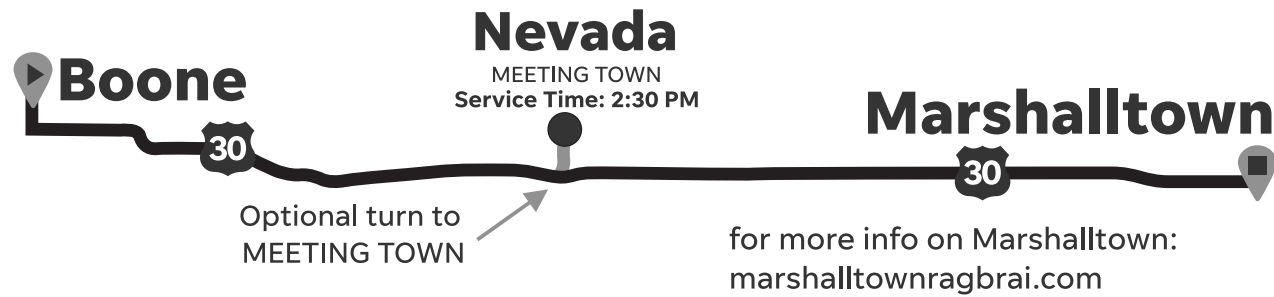 Nevada
MEETING TOWN
Service Time: 2:30 PM
Boone
Marshalltown
30
30
Optional turn to
MEETING TOWN
for more info on Marshalltown:
marshalltownragbrai.com